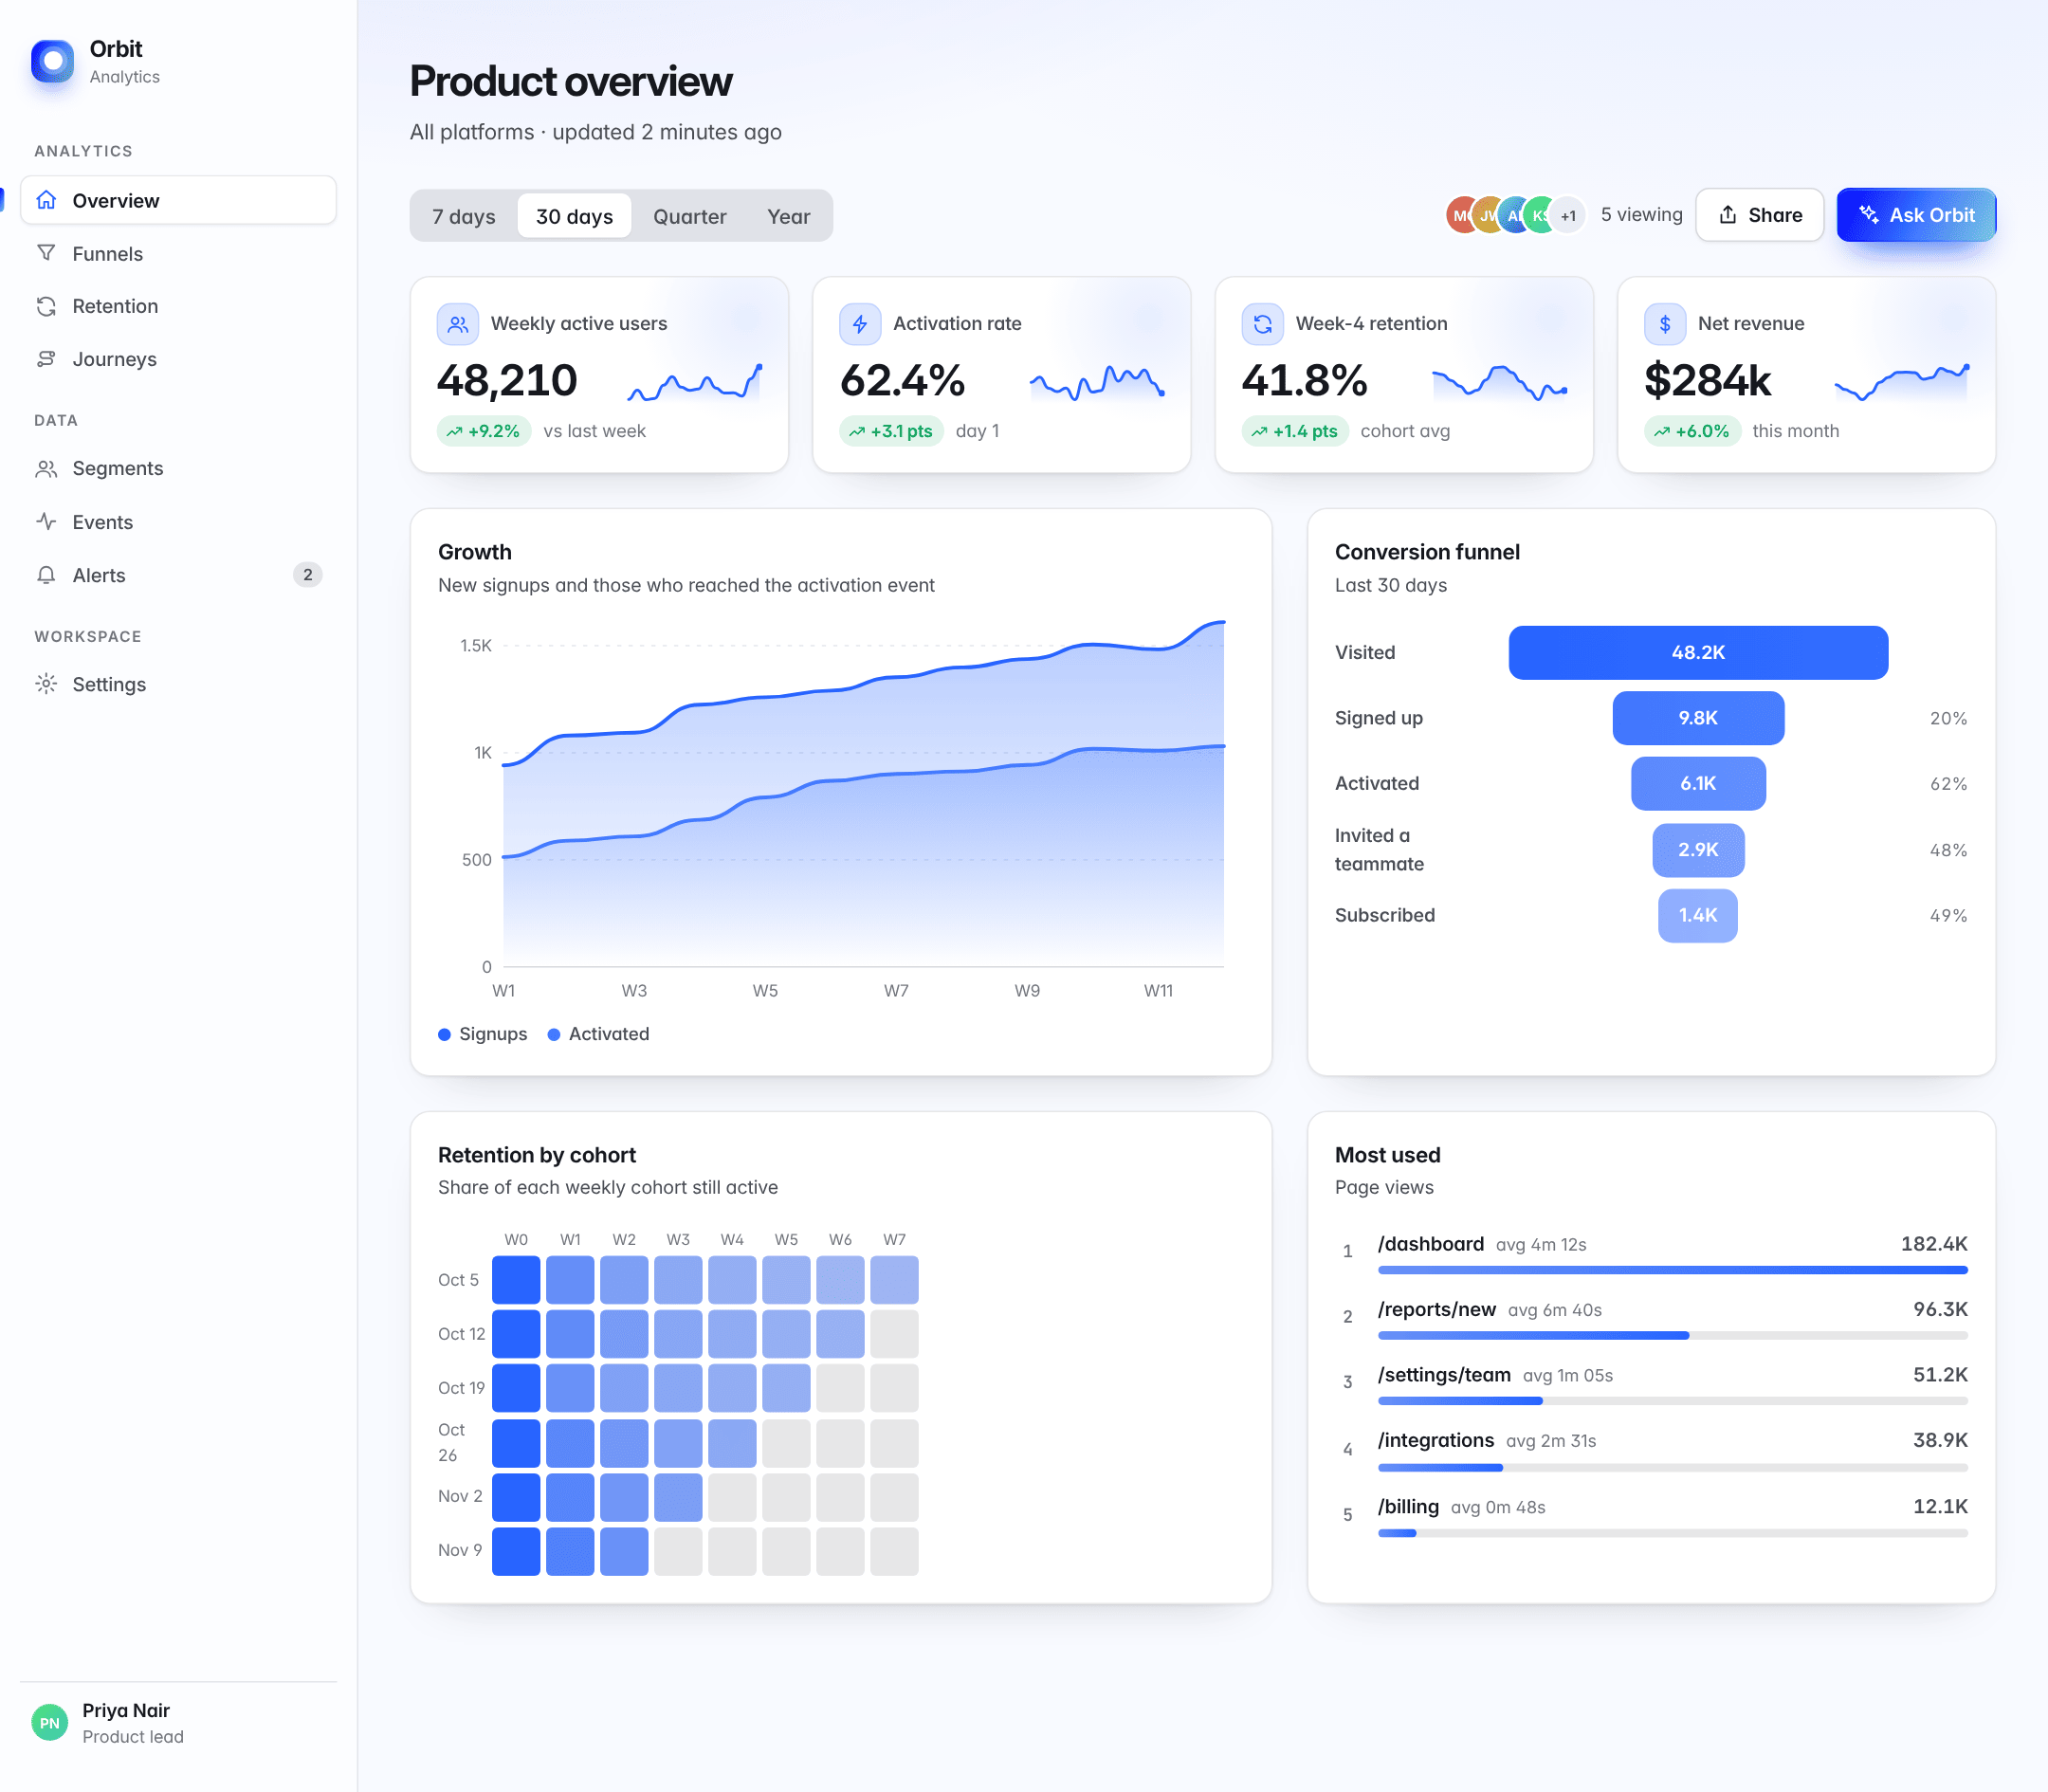 Orbit
Analytics
ANALYTICS
Overview
Funnels
Retention
Journeys
DATA
Segments
Events
Alerts 2
WORKSPACE
Settings
Priya Nair
PN
Product lead
Product overview
All platforms · updated 2 minutes ago
7 days 30 days Quarter Year
+1 5 viewing Share Ask Orbit
Weekly active users
48,210
+9.2% vs last week
Activation rate
62.4%
+3.1 pts day 1
Week-4 retention
41.8%
+1.4 pts cohort avg
$ Net revenue
$284k
+6.0% this month
Growth
New signups and those who reached the activation event
1.5K
1K
500
0
W1 W3 W5 W7 W9 W11
Signups Activated
Conversion funnel
Last 30 days
Visited 48.2K
Signed up 9.8K 20%
Activated 6.1K 62%
Invited a
teammate 2.9K 48%
Subscribed 1.4K 49%
Retention by cohort
Share of each weekly cohort still active
W0 W1 W2 W3 W4 W5 W6 W7
Oct 5
Oct 12
Oct 19
Oct
26
Nov 2
Nov 9
Most used
Page views
1 /dashboard avg 4m 12s 182.4K
2 /reports/new avg 6m 40s 96.3K
3 /settings/team avg 1m 05s 51.2K
4 /integrations avg 2m 31s 38.9K
5 /billing avg 0m 48s 12.1K